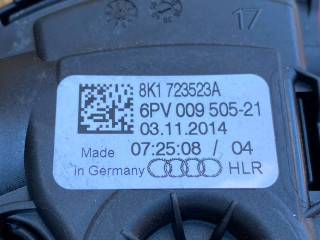 17
8K1 723523A
6PV 009 505-21
03.11.2014
Made 07:25:08 / 04
in Germany HLR